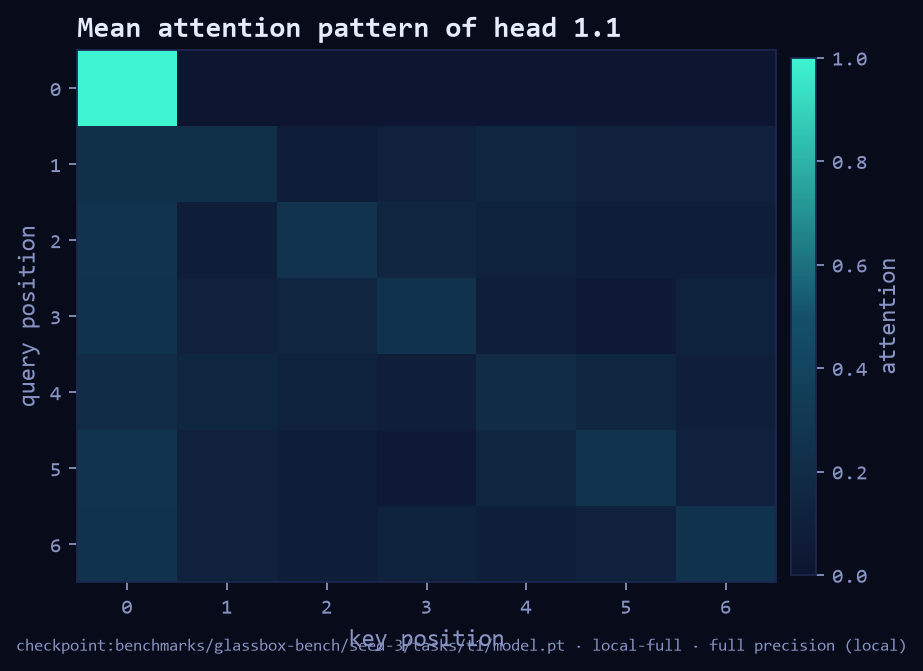 Mean attention pattern of head 1.1
0
1
2
3
4
5
6
query position
0 1 2 3 4 5 6
key position
1.0
0.8
0.6
0.4
0.2
0.0
attention
checkpoint:benchmarks/glassbox-bench/seed-3/tasks/t1/model.pt · local-full · full precision (local)